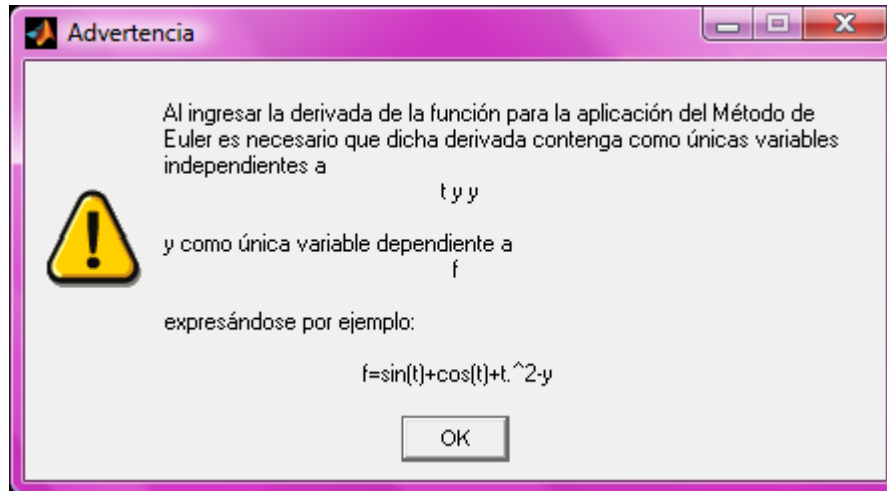 Advertencia
Al ingresar la derivada de la función para la aplicación del Método de
Euler es necesario que dicha derivada contenga como únicas variables
independientes a
t y y
y como única variable dependiente a
f
expresándose por ejemplo:
f=sin(t)+cos(t)+t.^2-y
OK